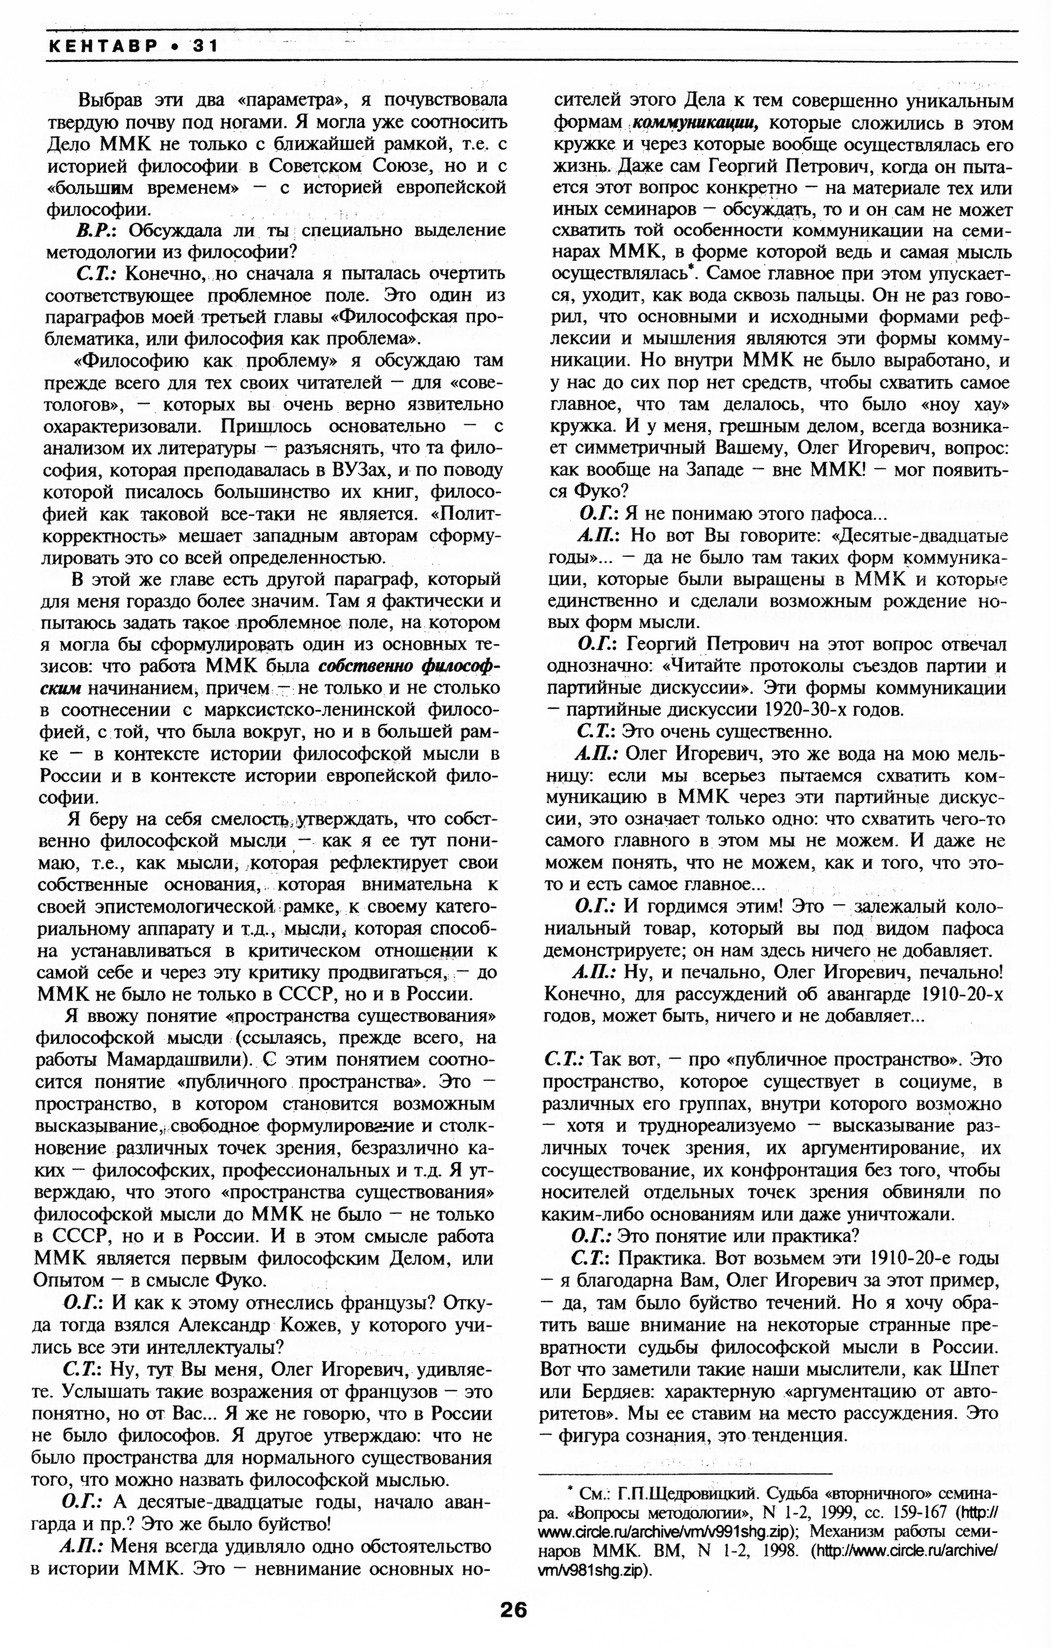 КЕНТАВР • 31
Выбрав эти два «параметра», я почувствовала
твердую почву под ногами. Я могла уже соотносить
Дело ММК не только с ближайшей рамкой, т.е. с
историей философии в Советском Союзе, но и с
«большим временем» — с историей европейской
философии.
В.Р.: Обсуждала ли ты специально выделение
методологии из философии?
С.Т.: Конечно, но сначала я пыталась очертить
соответствующее проблемное поле. Это один из
параграфов моей третьей главы «Философская про-
блематика, или философия как проблема».
«Философию как проблему» я обсуждаю там
прежде всего для тех своих читателей — для «сове-
тологов», — которых вы очень верно язвительно
охарактеризовали. Пришлось основательно — с
анализом их литературы — разъяснять, что та фило-
софия, которая преподавалась в ВУЗах, и по поводу
которой писалось большинство их книг, филосо-
фией как таковой все-таки не является. «Полит-
корректность» мешает западным авторам сформу-
лировать это со всей определенностью.
В этой же главе есть другой параграф, который
для меня гораздо более значим. Там я фактически и
пытаюсь задать такое проблемное поле, на котором
я могла бы сформулировать один из основных те-
зисов: что работа ММК была собственно философ-
ским начинанием, причем — не только и не столько
в соотнесении с марксистско-ленинской филосо-
фией, с той, что была вокруг, но и в большей рам-
ке — в контексте истории философской мысли в
России и в контексте истории европейской фило-
софии.
Я беру на себя смелость утверждать, что собст-
венно философской мысли — как я ее тут пони-
маю, т.е., как мысли, которая рефлектирует свои
собственные основания, которая внимательна к
своей эпистемологической рамке, к своему катего-
риальному аппарату и т.д., мысли, которая способ-
на устанавливаться в критическом отношении к
самой себе и через эту критику продвигаться, — до
ММК не было не только в СССР, но и в России.
Я ввожу понятие «пространства существования»
философской мысли (ссылаясь, прежде всего, на
работы Мамардашвили). С этим понятием соотно-
сится понятие «публичного пространства». Это —
пространство, в котором становится возможным
высказывание, свободное формулирование и столк-
новение различных точек зрения, безразлично ка-
ких — философских, профессиональных и т.д. Я ут-
верждаю, что этого «пространства существования»
философской мысли до ММК не было — не только
в СССР, но и в России. И в этом смысле работа
ММК является первым философским Делом, или
Опытом — в смысле Фуко.
О.Г.: И как к этому отнеслись французы? Отку-
да тогда взялся Александр Кожев, у которого учи-
лись все эти интеллектуалы?
С.Т.: Ну, тут Вы меня, Олег Игоревич, удивляе-
те. Услышать такие возражения от французов — это
понятно, но от Вас... Я же не говорю, что в России
не было философов. Я другое утверждаю: что не
было пространства для нормального существования
того, что можно назвать философской мыслью.
О.Г.: А десятые-двадцатые годы, начало аван-
гарда и пр.? Это же было буйство!
А.П.: Меня всегда удивляло одно обстоятельство
в истории ММК. Это — невнимание основных но-
сителей этого Дела к тем совершенно уникальным
формам коммуникации, которые сложились в этом
кружке и через которые вообще осуществлялась его
жизнь. Даже сам Георгий Петрович, когда он пыта-
ется этот вопрос конкретно — на материале тех или
иных семинаров — обсуждать, то и он сам не может
схватить той особенности коммуникации на семи-
нарах ММК, в форме которой ведь и самая мысль
осуществлялась*. Самое главное при этом упускает-
ся, уходит, как вода сквозь пальцы. Он не раз гово-
рил, что основными и исходными формами реф-
лексии и мышления являются эти формы комму-
никации. Но внутри ММК не было выработано, и
у нас до сих пор нет средств, чтобы схватить самое
главное, что там делалось, что было «ноу хау»
кружка. И у меня, грешным делом, всегда возника-
ет симметричный Вашему, Олег Игоревич, вопрос:
как вообще на Западе — вне ММК! — мог появить-
ся Фуко?
О.Г.: Я не понимаю этого пафоса...
А.П.: Но вот Вы говорите: «Десятые-двадцатые
годы»... — да не было там таких форм коммуника-
ции, которые были выращены в ММК и которые
единственно и сделали возможным рождение но-
вых форм мысли.
О.Г.: Георгий Петрович на этот вопрос отвечал
однозначно: «Читайте протоколы съездов партии и
партийные дискуссии». Эти формы коммуникации
— партийные дискуссии 1920-30-х годов.
С.Т.: Это очень существенно.
А.П.: Олег Игоревич, это же вода на мою мель-
ницу: если мы всерьез пытаемся схватить ком-
муникацию в ММК через эти партийные дискус-
сии, это означает только одно: что схватить чего-то
самого главного в этом мы не можем. И даже не
можем понять, что не можем, как и того, что это-
то и есть самое главное...
О.Г.: И гордимся этим! Это — залежалый коло-
ниальный товар, который вы под видом пафоса
демонстрируете; он нам здесь ничего не добавляет.
А.П.: Ну, и печально, Олег Игоревич, печально!
Конечно, для рассуждений об авангарде 1910-20-х
годов, может быть, ничего и не добавляет...
С.Т.: Так вот, — про «публичное пространство». Это
пространство, которое существует в социуме, в
различных его группах, внутри которого возможно
— хотя и труднореализуемо — высказывание раз-
личных точек зрения, их аргументирование, их
сосуществование, их конфронтация без того, чтобы
носителей отдельных точек зрения обвиняли по
каким-либо основаниям или даже уничтожали.
О.Г.: Это понятие или практика?
С.Т.: Практика. Вот возьмем эти 1910-20-е годы
— я благодарна Вам, Олег Игоревич за этот пример,
— да, там было буйство течений. Но я хочу обра-
тить ваше внимание на некоторые странные пре-
вратности судьбы философской мысли в России.
Вот что заметили такие наши мыслители, как Шпет
или Бердяев: характерную «аргументацию от авто-
ритетов». Мы ее ставим на место рассуждения. Это
— фигура сознания, это тенденция.
* См.: Г.П.Щедровицкий. Судьба «вторничного» семина-
ра. «Вопросы методологии», N 1-2, 1999, сс. 159-167 (http://
www.circle.ru/archive/vm/v991shg.zip); Механизм работы семи-
наров ММК. ВМ, N 1-2, 1998. (http://www.circle.ru/archive/
vm/v981shg.zip).
26